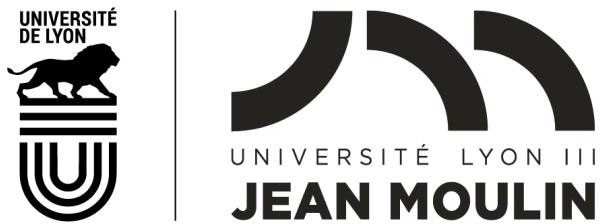 UNIVERSITÉ
DE LYON
UNIVERSITÉ LYON III
JEAN MOULIN